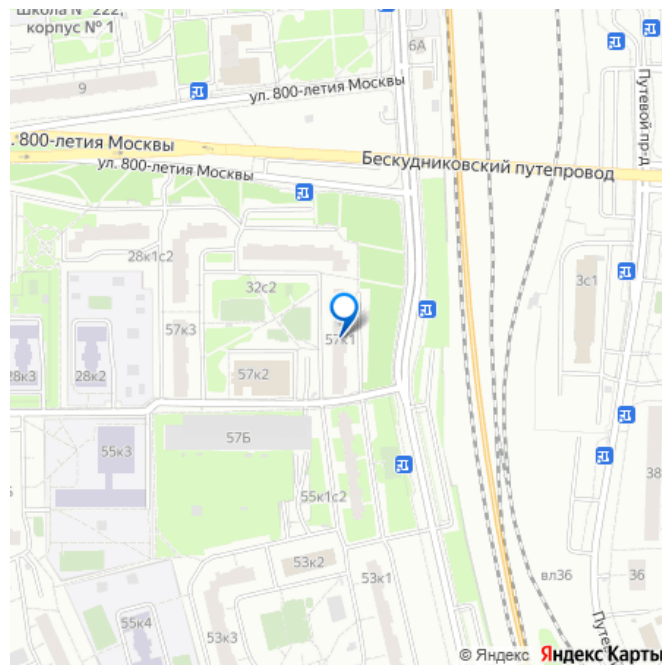 Школа № 222,
корпус № 1
6А
9
ул. 800-летия Москвы
Путевой пр-д
. 800-летия Москвы
Бескудниковский путепровод
ул. 800-летия Москвы
28к1с2
3с1
32с2
57к3
57к1
28к3
28к2
57к2
57Б
55к3
38
55к1с2
53к2
53к1
вл36
36
55к4
53к3
Путе
© Яндекс Яндекс Карты